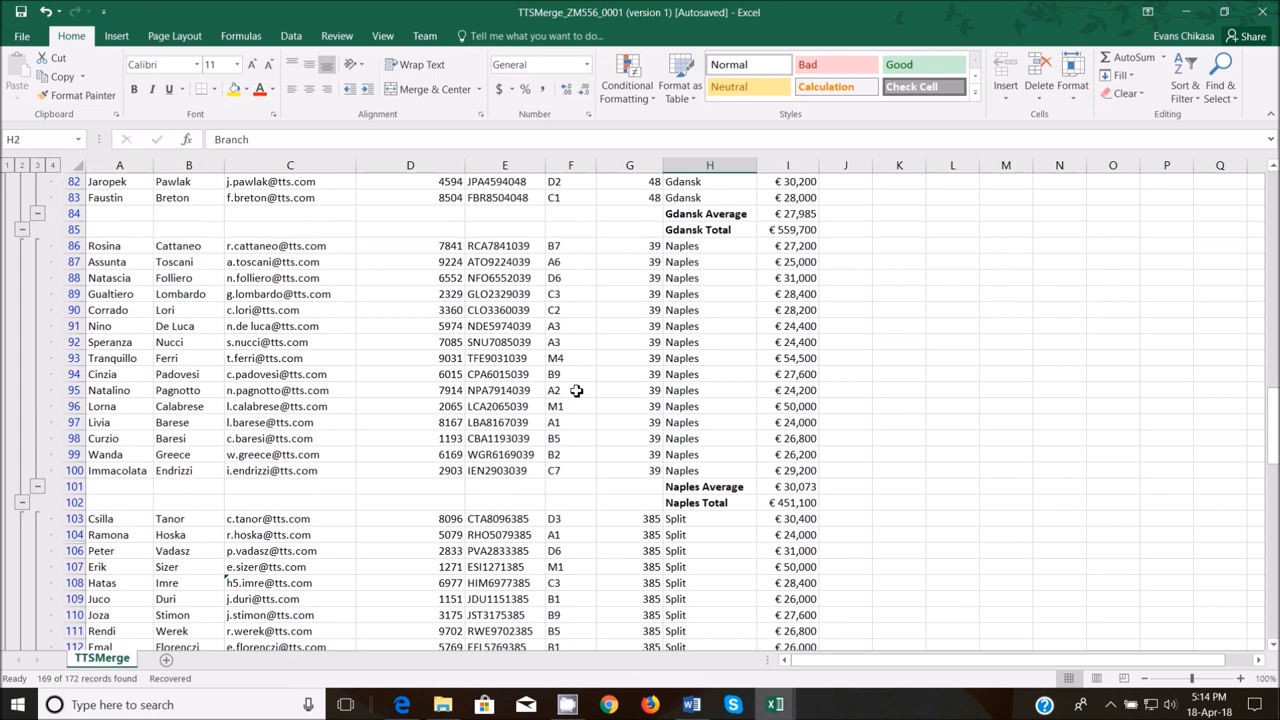 TTSMerge_ZM556_0001 (version 1) [Autosaved] - Excel
File Home Insert Page Layout Formulas Data Review View Team Tell me what you want to do... Evans Chikasa Share
Cut Calibri 11 Wrap Text General Normal Bad Good AutoSum
Paste Copy Conditional Formatting Format as Table Insert Delete Format Fill Sort & Filter Find & Select
Format Painter B I U A Merge & Center $ % , Neutral Calculation Check Cell Clear
Clipboard Font Alignment Number Styles Cells Editing
H2 fx Branch
1 2 3 4 A B C D E F G H I J K L M N O P Q
82 Jaropek Pawlak j.pawlak@tts.com 4594 JPA4594048 D2 48 Gdansk € 30,200
83 Faustin Breton f.breton@tts.com 8504 FBR8504048 C1 48 Gdansk € 28,000
84 Gdansk Average € 27,985
85 Gdansk Total € 559,700
86 Rosina Cattaneo r.cattaneo@tts.com 7841 RCA7841039 B7 39 Naples € 27,200
87 Assunta Toscani a.toscani@tts.com 9224 ATO9224039 A6 39 Naples € 25,000
88 Natascia Folliero n.folliero@tts.com 6552 NFO6552039 D6 39 Naples € 31,000
89 Gualtiero Lombardo g.lombardo@tts.com 2329 GLO2329039 C3 39 Naples € 28,400
90 Corrado Lori c.lori@tts.com 3360 CLO3360039 C2 39 Naples € 28,200
91 Nino De Luca n.de luca@tts.com 5974 NDE5974039 A3 39 Naples € 24,400
92 Speranza Nucci s.nucci@tts.com 7085 SNU7085039 A3 39 Naples € 24,400
93 Tranquillo Ferri t.ferri@tts.com 9031 TFE9031039 M4 39 Naples € 54,500
94 Cinzia Padovesi c.padovesi@tts.com 6015 CPA6015039 B9 39 Naples € 27,600
95 Natalino Pagnotto n.pagnotto@tts.com 7914 NPA7914039 A2 39 Naples € 24,200
96 Lorna Calabrese l.calabrese@tts.com 2065 LCA2065039 M1 39 Naples € 50,000
97 Livia Barese l.barese@tts.com 8167 LBA8167039 A1 39 Naples € 24,000
98 Curzio Baresi c.baresi@tts.com 1193 CBA1193039 B5 39 Naples € 26,800
99 Wanda Greece w.greece@tts.com 6169 WGR6169039 B2 39 Naples € 26,200
100 Immacolata Endrizzi i.endrizzi@tts.com 2903 IEN2903039 C7 39 Naples € 29,200
101 Naples Average € 30,073
102 Naples Total € 451,100
103 Csilla Tanor c.tanor@tts.com 8096 CTA8096385 D3 385 Split € 30,400
104 Ramona Hoska r.hoska@tts.com 5079 RHO5079385 A1 385 Split € 24,000
106 Peter Vadasz p.vadasz@tts.com 2833 PVA2833385 D6 385 Split € 31,000
107 Erik Sizer e.sizer@tts.com 1271 ESI1271385 M1 385 Split € 50,000
108 Hatas Imre h5.imre@tts.com 6977 HIM6977385 C3 385 Split € 28,400
109 Juco Duri j.duri@tts.com 1151 JDU1151385 B1 385 Split € 26,000
110 Joza Stimon j.stimon@tts.com 3175 JST3175385 B9 385 Split € 27,600
111 Rendi Werek r.werek@tts.com 9702 RWE9702385 B5 385 Split € 26,800
112 Emal Florenczi e.florenczi@tts.com 5769 EFL5769385 B1 385 Split € 26,000
TTSMerge
169 of 172 records found Recovered 100%
Type here to search 5:14 PM
18-Apr-18